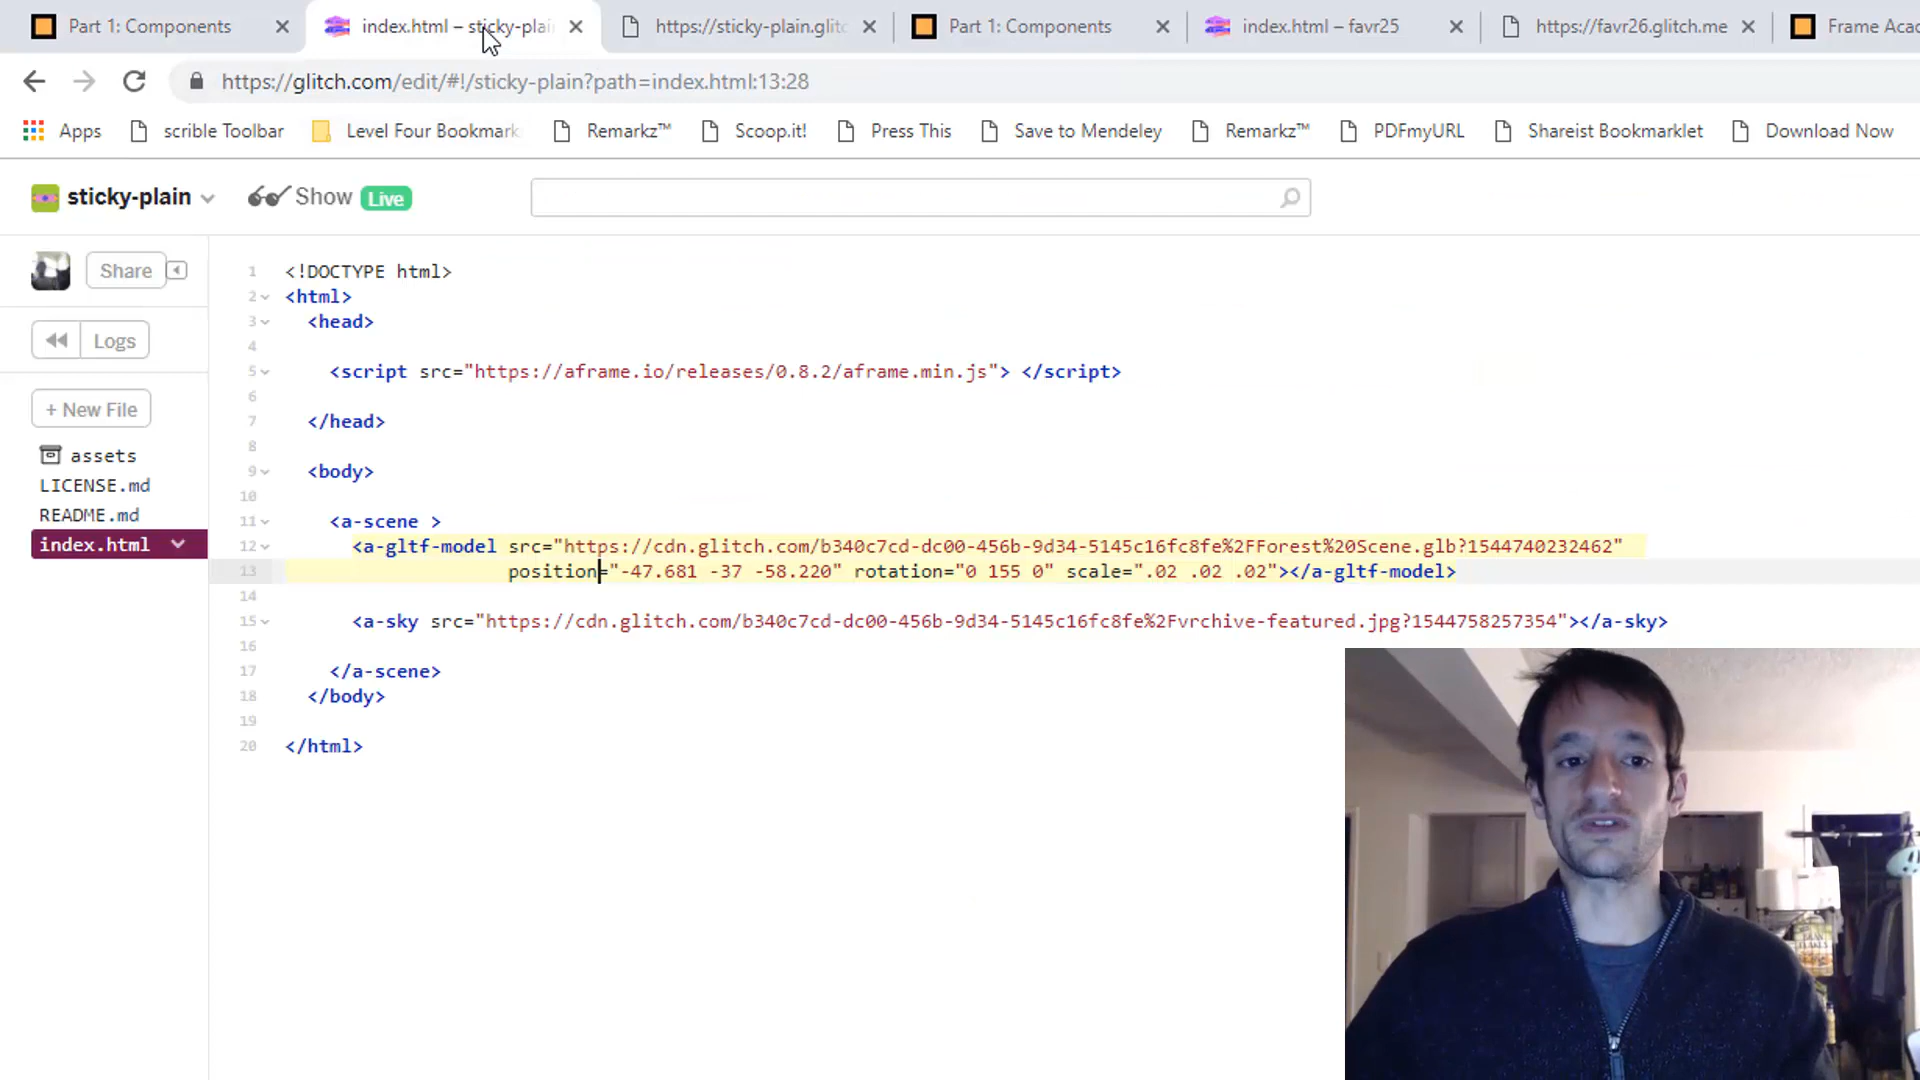 Part 1: Components
index.html – sticky-plain
https://sticky-plain.glitc
Part 1: Components
index.html – favr25
https://favr26.glitch.me
Frame Acad
https://glitch.com/edit/#!/sticky-plain?path=index.html:13:28
Apps
scrible Toolbar
Level Four Bookmark
Remarkz™
Scoop.it!
Press This
Save to Mendeley
Remarkz™
PDFmyURL
Shareist Bookmarklet
Download Now
sticky-plain
Show
Live
Share
Logs
+ New File
assets
LICENSE.md
README.md
index.html
1 <!DOCTYPE html>
2 <html>
3 <head>
4
5 <script src="https://aframe.io/releases/0.8.2/aframe.min.js"> </script>
6
7 </head>
8
9 <body>
10
11 <a-scene >
12 <a-gltf-model src="https://cdn.glitch.com/b340c7cd-dc00-456b-9d34-5145c16fc8fe%2FForest%20Scene.glb?1544740232462"
13 position="-47.681 -37 -58.220" rotation="0 155 0" scale=".02 .02 .02"></a-gltf-model>
14
15 <a-sky src="https://cdn.glitch.com/b340c7cd-dc00-456b-9d34-5145c16fc8fe%2Fvrchive-featured.jpg?1544758257354"></a-sky>
16
17 </a-scene>
18 </body>
19
20 </html>